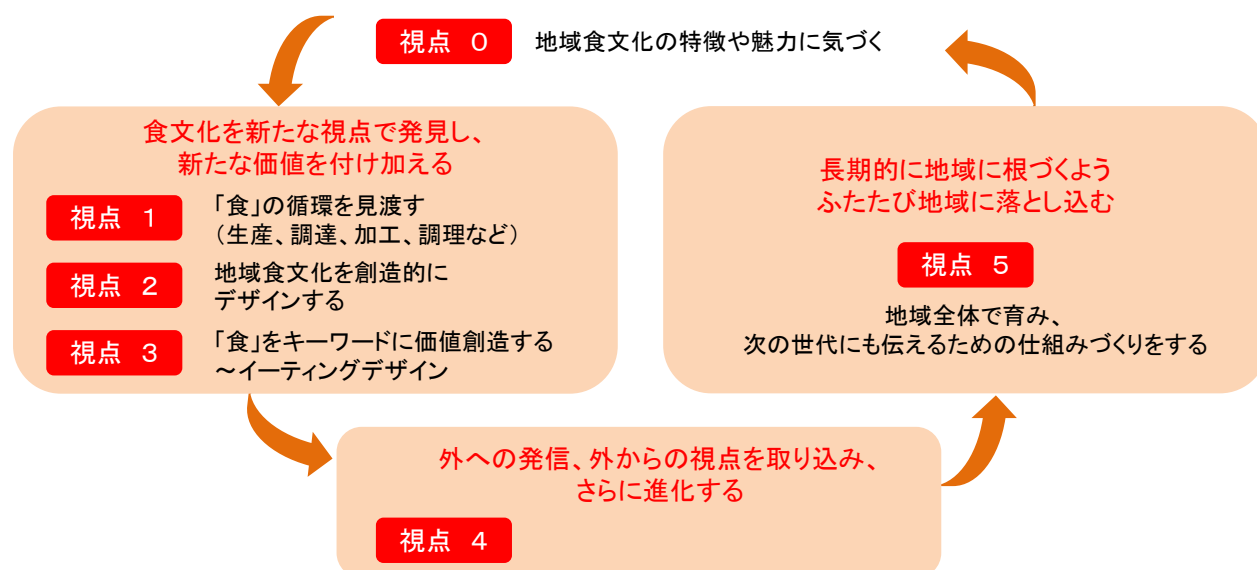 視点 0 地域食文化の特徴や魅力に気づく
食文化を新たな視点で発見し、
新たな価値を付け加える
視点 1
「食」の循環を見渡す
(生産、調達、加工、調理など)
視点 2
地域食文化を創造的に
デザインする
視点 3
「食」をキーワードに価値創造する
~イーティングデザイン
外への発信、外からの視点を取り込み、
さらに進化する
視点 4
長期的に地域に根づくよう
ふたたび地域に落とし込む
視点 5
地域全体で育み、
次の世代にも伝えるための仕組みづくりをする